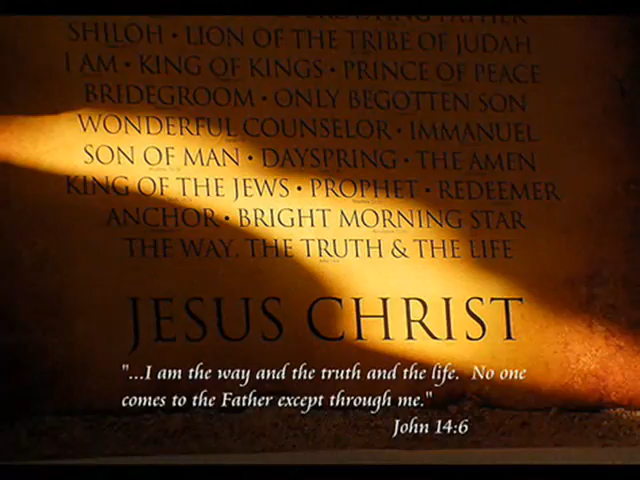 EVERLASTING FATHER
SHILOH • LION OF THE TRIBE OF JUDAH
I AM • KING OF KINGS • PRINCE OF PEACE
BRIDEGROOM • ONLY BEGOTTEN SON
WONDERFUL COUNSELOR • IMMANUEL
SON OF MAN • DAYSPRING • THE AMEN
KING OF THE JEWS • PROPHET • REDEEMER
ANCHOR • BRIGHT MORNING STAR
THE WAY, THE TRUTH & THE LIFE
JESUS CHRIST
"...I am the way and the truth and the life. No one
comes to the Father except through me."
John 14:6